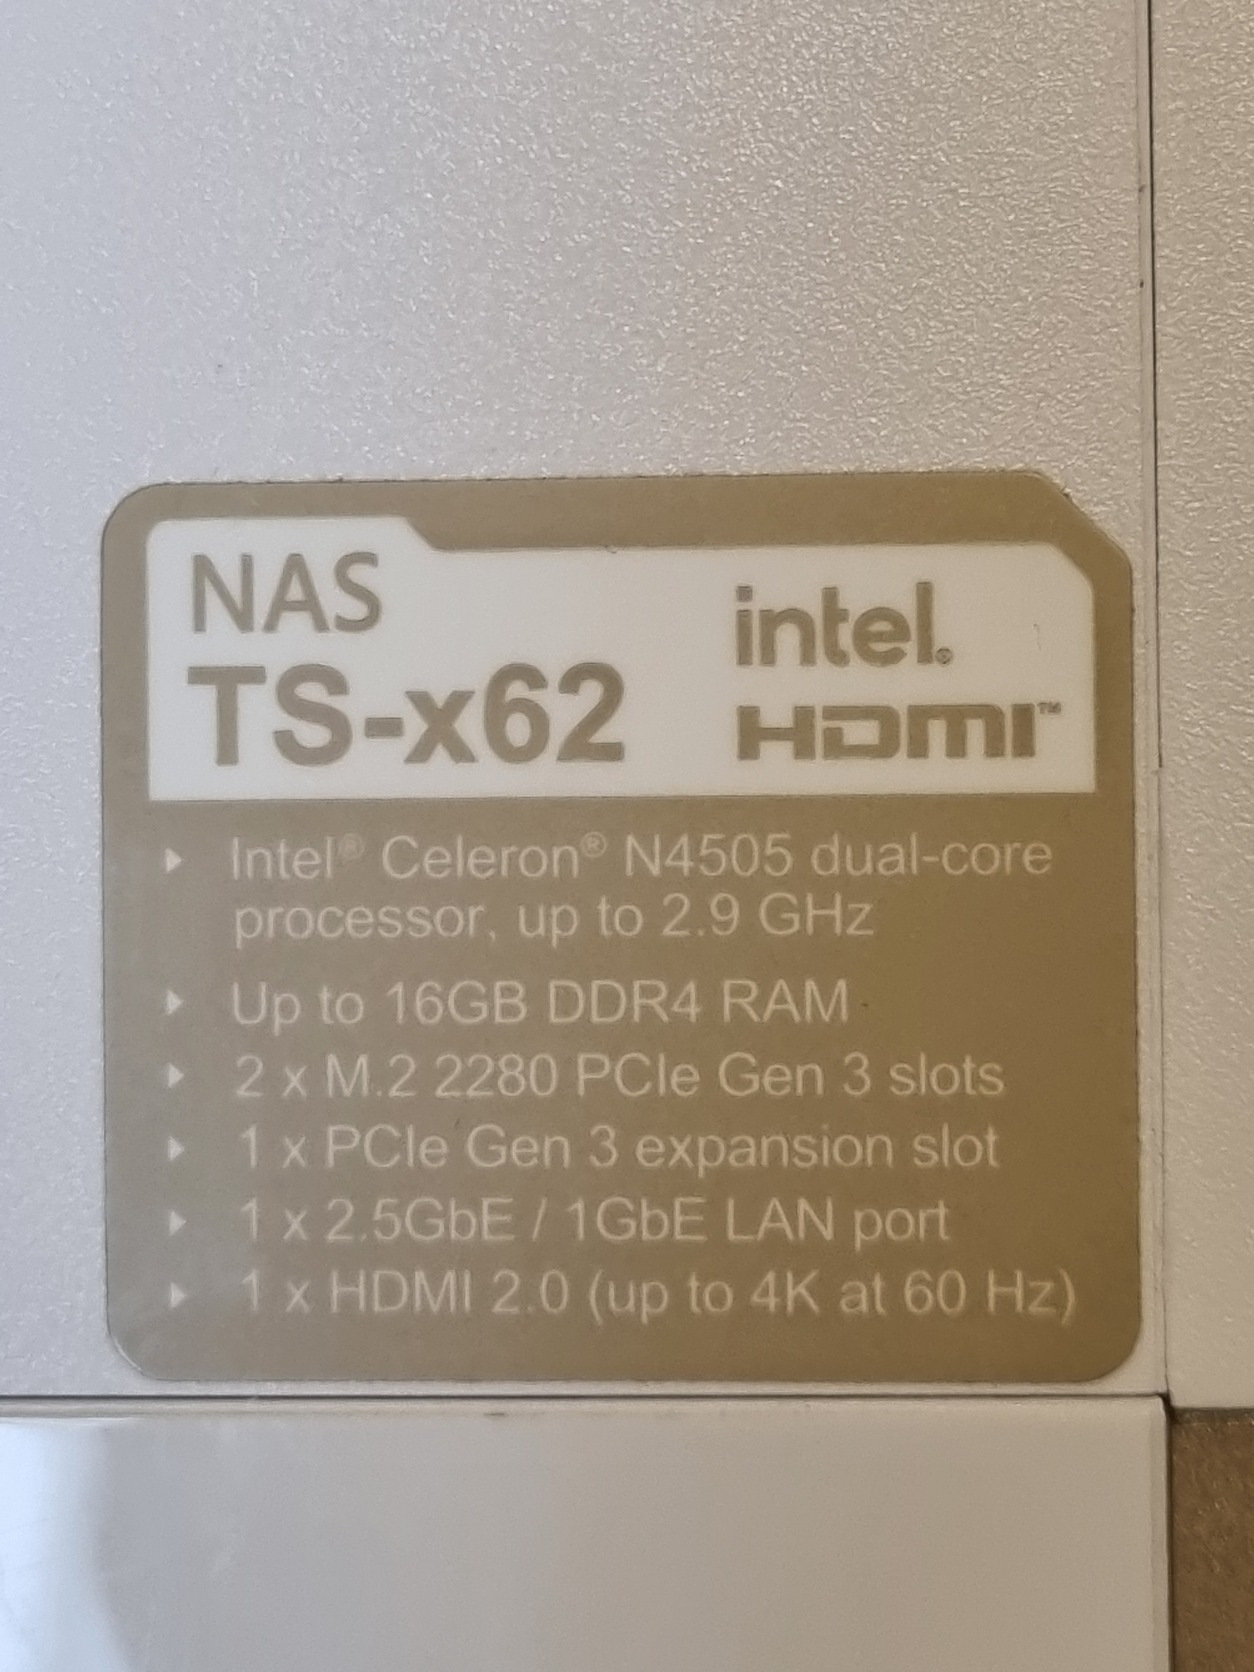 NAS
TS-x62
intel®
HDMI™
Intel® Celeron® N4505 dual-core
processor, up to 2.9 GHz
Up to 16GB DDR4 RAM
2 x M.2 2280 PCIe Gen 3 slots
1 x PCIe Gen 3 expansion slot
1 x 2.5GbE / 1GbE LAN port
1 x HDMI 2.0 (up to 4K at 60 Hz)